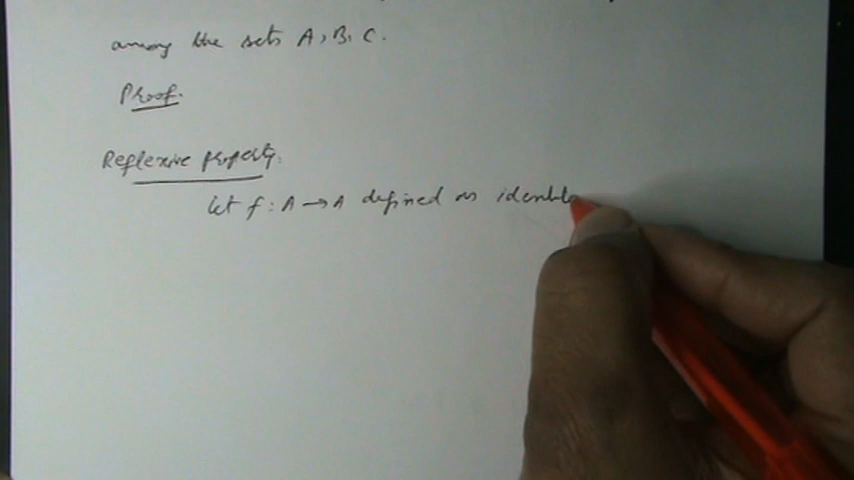 among the sets A, B, C.
Proof.
Reflexive property.
Let f : A → A defined as